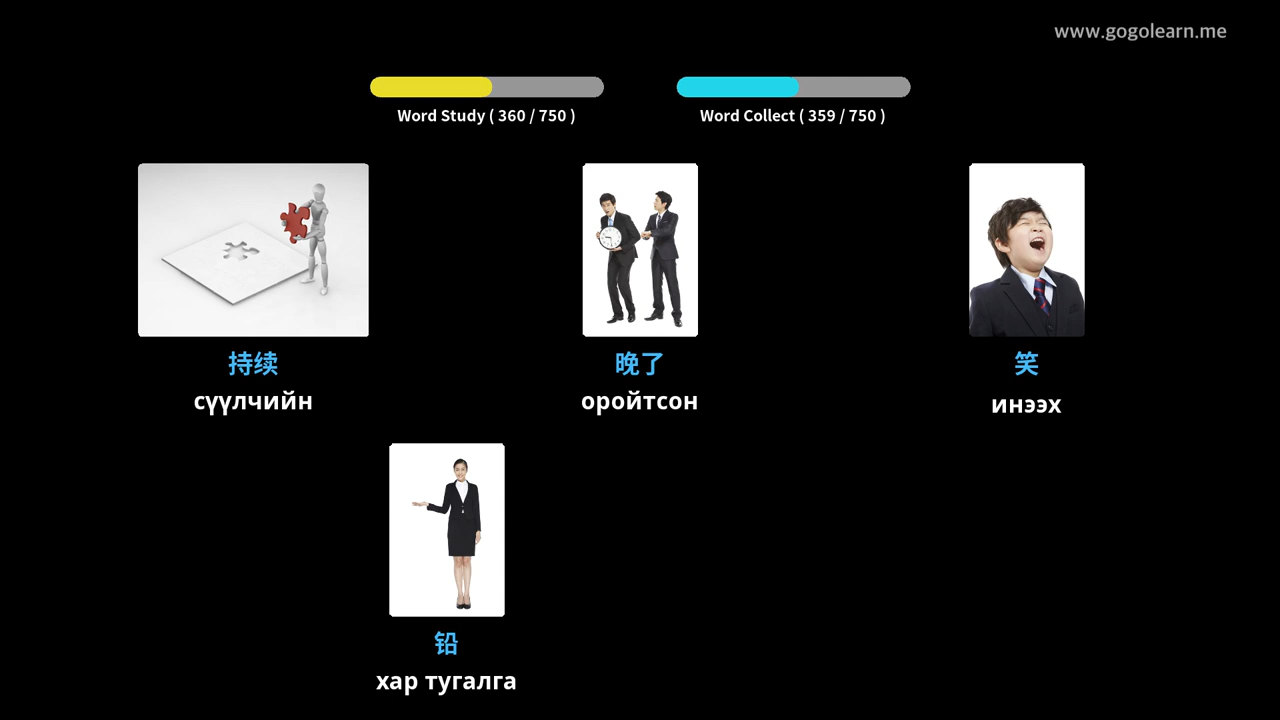 www.gogolearn.me
Word Study ( 360 / 750 )
Word Collect ( 359 / 750 )
持续
сүүлчийн
晚了
оройтсон
笑
инээх
铅
хар тугалга